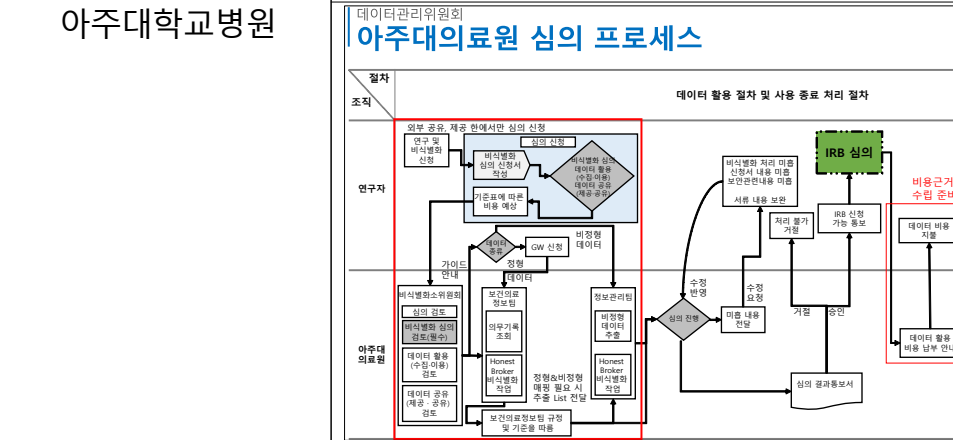 아주대학교병원
데이터관리위원회
아주대의료원 심의 프로세스
절차
조직
데이터 활용 절차 및 사용 종료 처리 절차
연구자
외부 공유, 제공 한에서만 심의 신청
연구 및
비식별화
신청
심의 신청
비식별화
심의 신청서
작성
비식별화 심의
데이터 활용
(수집·이용)
데이터 공유
(제공·공유)
기준표에 따른
비용 예상
데이터
종류
GW 신청
비정형
데이터
정형
데이터
가이드
안내
비식별화 처리 미흡
신청서 내용 미흡
보안관련내용 미흡
서류 내용 보완
처리 불가
거절
IRB 심의
IRB 신청
가능 통보
비용근거
수립 준비
데이터 비용
지불
아주대
의료원
비식별화소위원회
심의 검토
비식별화 심의
검토(필수)
데이터 활용
(수집·이용)
검토
데이터 공유
(제공·공유)
검토
보건의료
정보팀
의무기록
조회
Honest
Broker
비식별화
작업
정형&비정형
매핑 필요 시
추출 List 전달
보건의료정보팀 규정
및 기준을 따름
정보관리팀
비정형
데이터
추출
Honest
Broker
비식별화
작업
심의 진행
수정
반영
수정
요청
미흡 내용
전달
거절
승인
심의 결과통보서
데이터 활용
비용 납부 안내